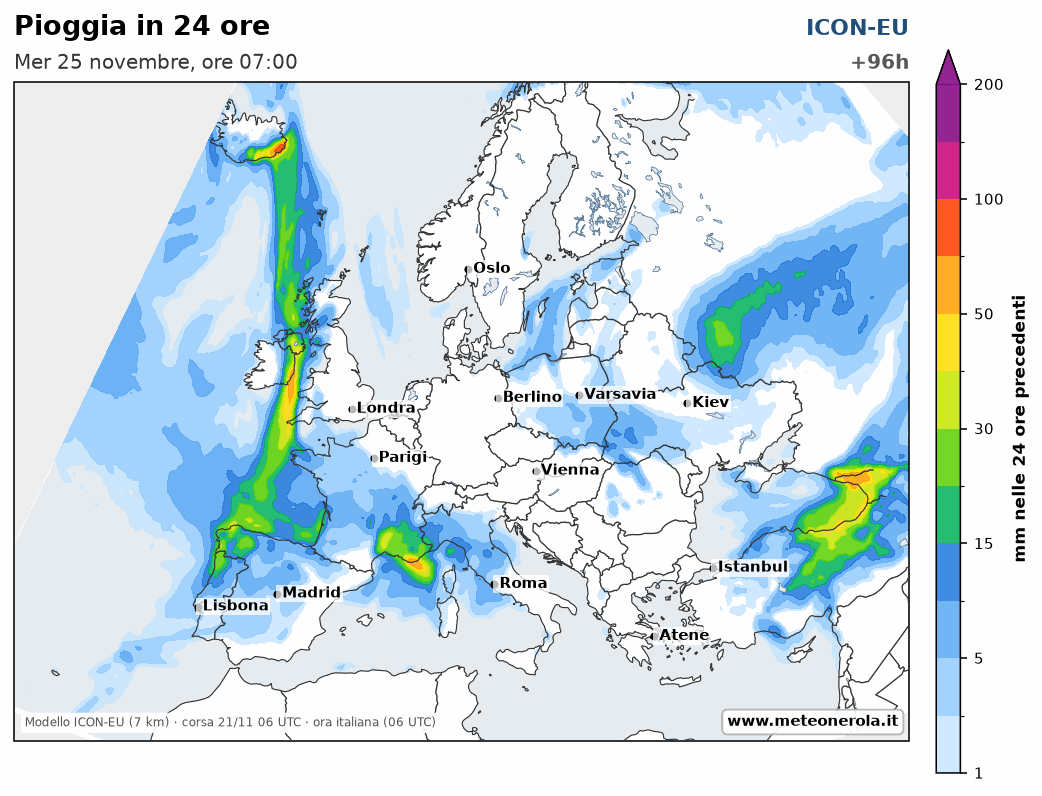 Pioggia in 24 ore
ICON-EU
Mer 25 novembre, ore 07:00
+96h
200
100
50
30
15
5
1
mm nelle 24 ore precedenti
Oslo
Berlino
Varsavia
Kiev
Londra
Parigi
Vienna
Istanbul
Roma
Madrid
Lisbona
Atene
Modello ICON-EU (7 km) · corsa 21/11 06 UTC · ora italiana (06 UTC)
www.meteonerola.it